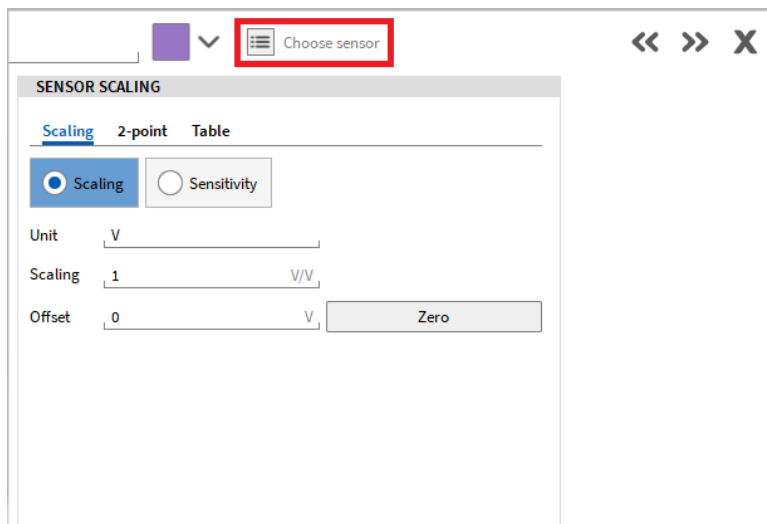 Choose sensor
SENSOR SCALING
Scaling 2-point Table
Scaling Sensitivity
Unit V
Scaling 1 V/V
Offset 0 V Zero